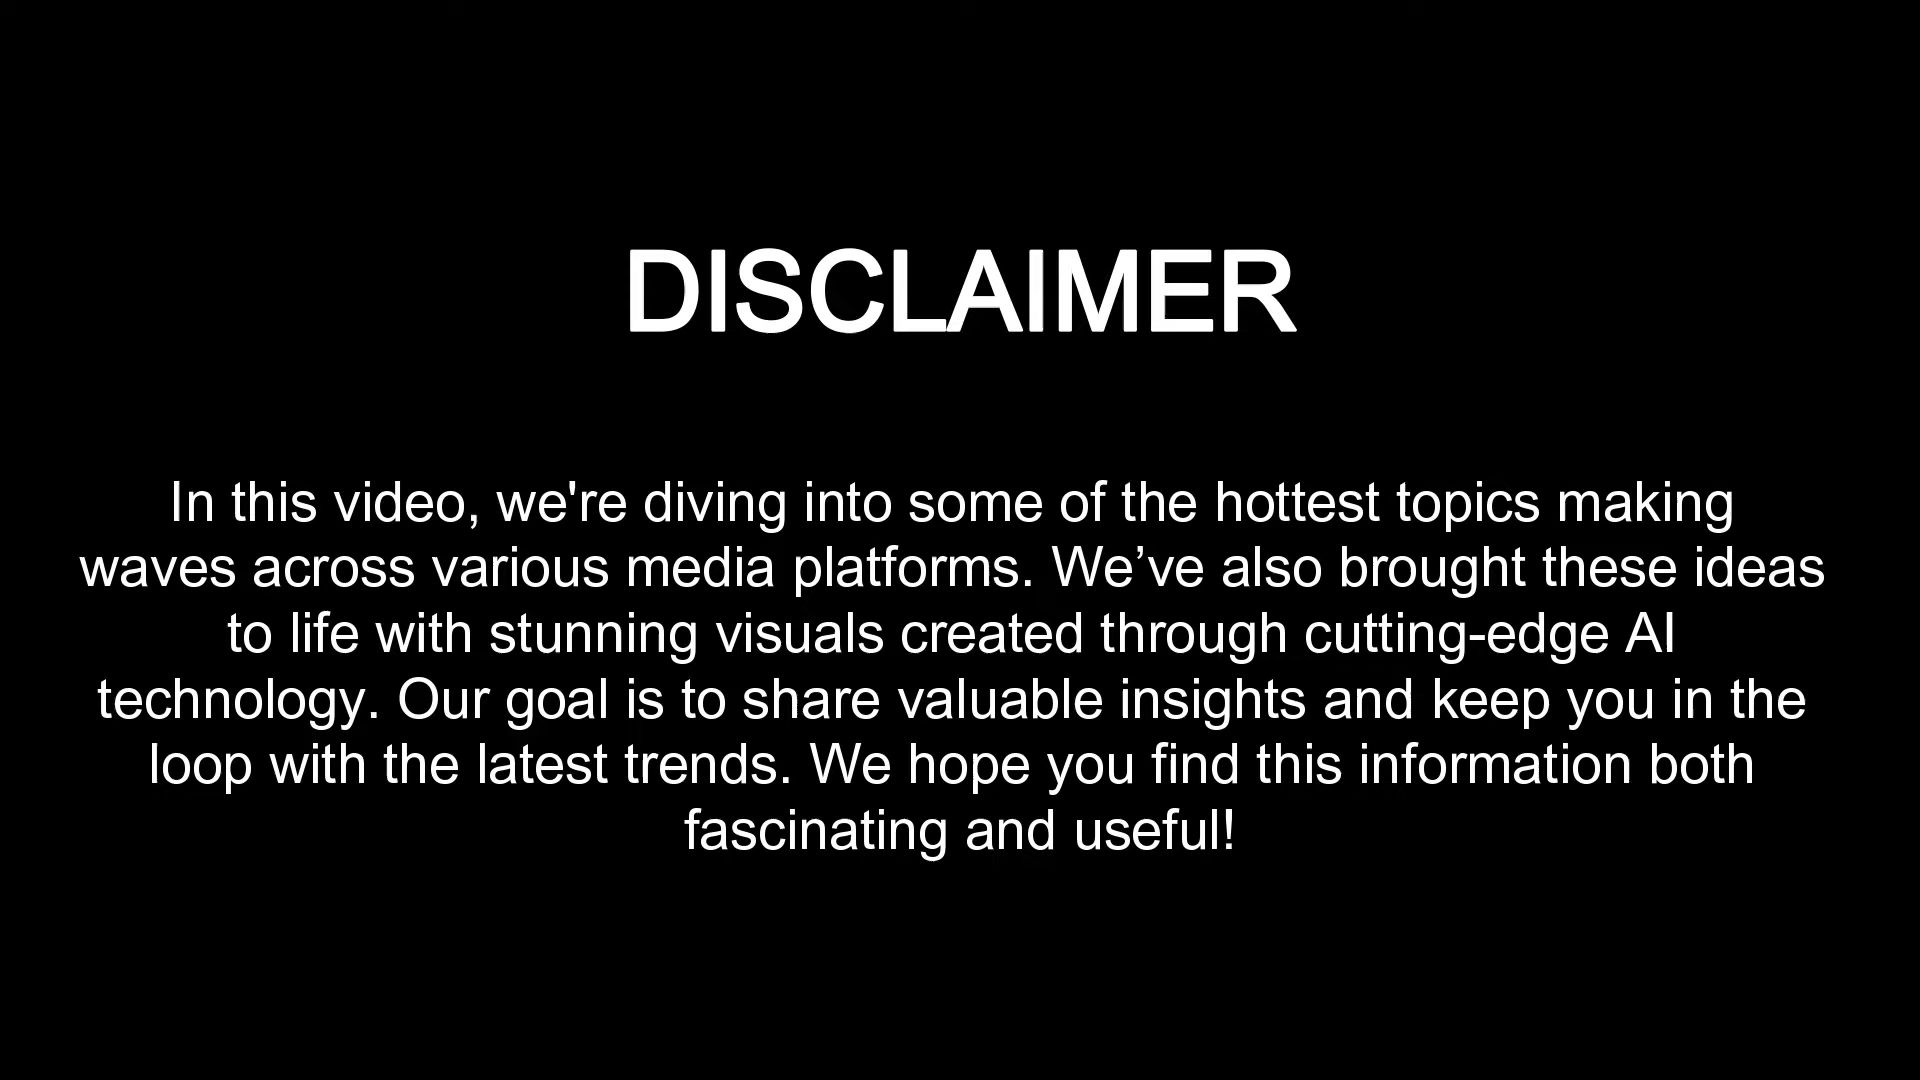 DISCLAIMER
In this video, we're diving into some of the hottest topics making
waves across various media platforms. We’ve also brought these ideas
to life with stunning visuals created through cutting-edge AI
technology. Our goal is to share valuable insights and keep you in the
loop with the latest trends. We hope you find this information both
fascinating and useful!